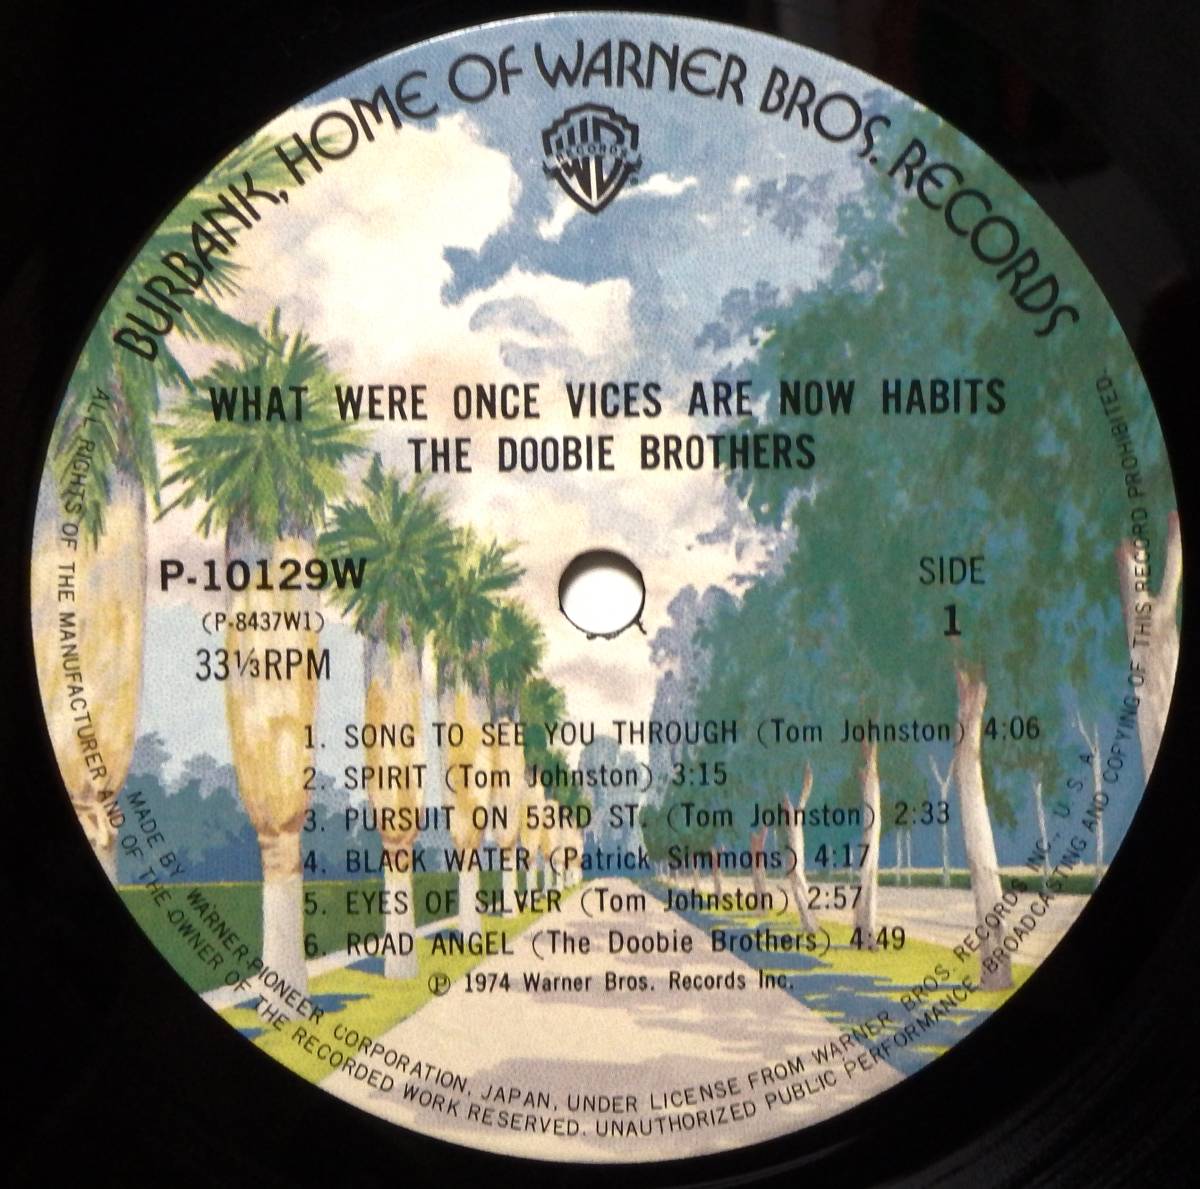 BURBANK, HOME OF WARNER BROS. RECORDS
RECORDS
WHAT WERE ONCE VICES ARE NOW HABITS
THE DOOBIE BROTHERS
P-10129W
(P-8437W1)
33⅓RPM
SIDE
1
1. SONG TO SEE YOU THROUGH (Tom Johnston) 4:06
2. SPIRIT (Tom Johnston) 3:15
3. PURSUIT ON 53RD ST. (Tom Johnston) 2:33
4. BLACK WATER (Patrick Simmons) 4:17
5. EYES OF SILVER (Tom Johnston) 2:57
6. ROAD ANGEL (The Doobie Brothers) 4:49
℗ 1974 Warner Bros. Records Inc.
MADE BY WARNER-PIONEER CORPORATION, JAPAN, UNDER LICENSE FROM WARNER BROS. RECORDS INC., U.S.A.
ALL RIGHTS OF THE MANUFACTURER AND OF THE OWNER OF THE RECORDED WORK RESERVED. UNAUTHORIZED PUBLIC PERFORMANCE, BROADCASTING AND COPYING OF THIS RECORD PROHIBITED.